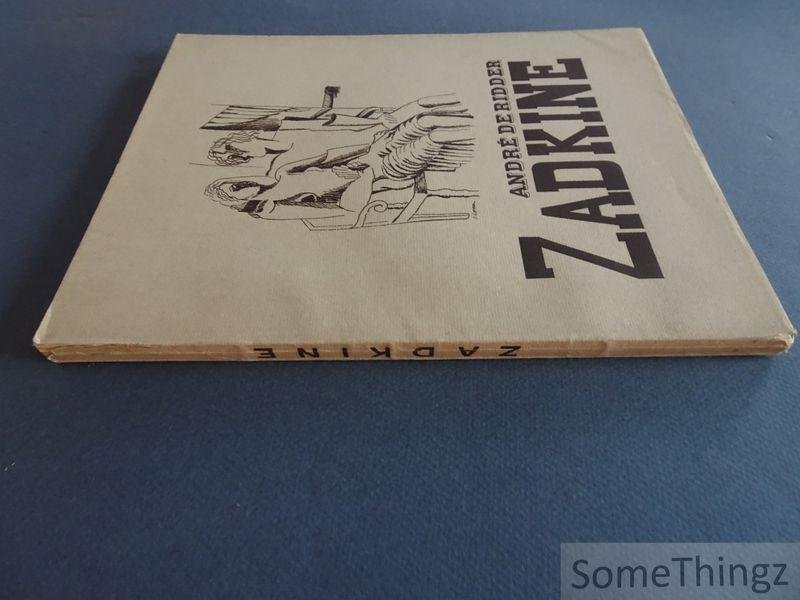 ANDRÉ DE RIDDER
ZADKINE
ZADKINE
SomeThingz